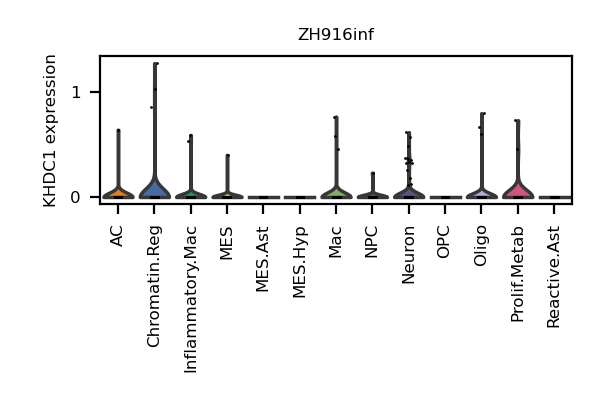 ZH916inf
KHDC1 expression
1
0
AC
Chromatin.Reg
Inflammatory.Mac
MES
MES.Ast
MES.Hyp
Mac
NPC
Neuron
OPC
Oligo
Prolif.Metab
Reactive.Ast